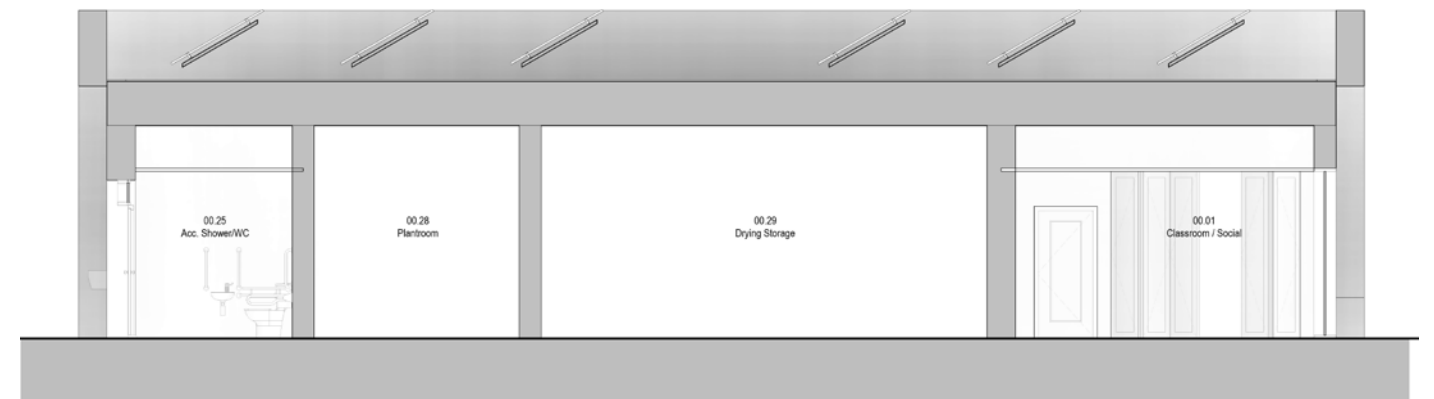 00.25
Acc. Shower/WC
00.28
Plantroom
00.29
Drying Storage
00.01
Classroom / Social